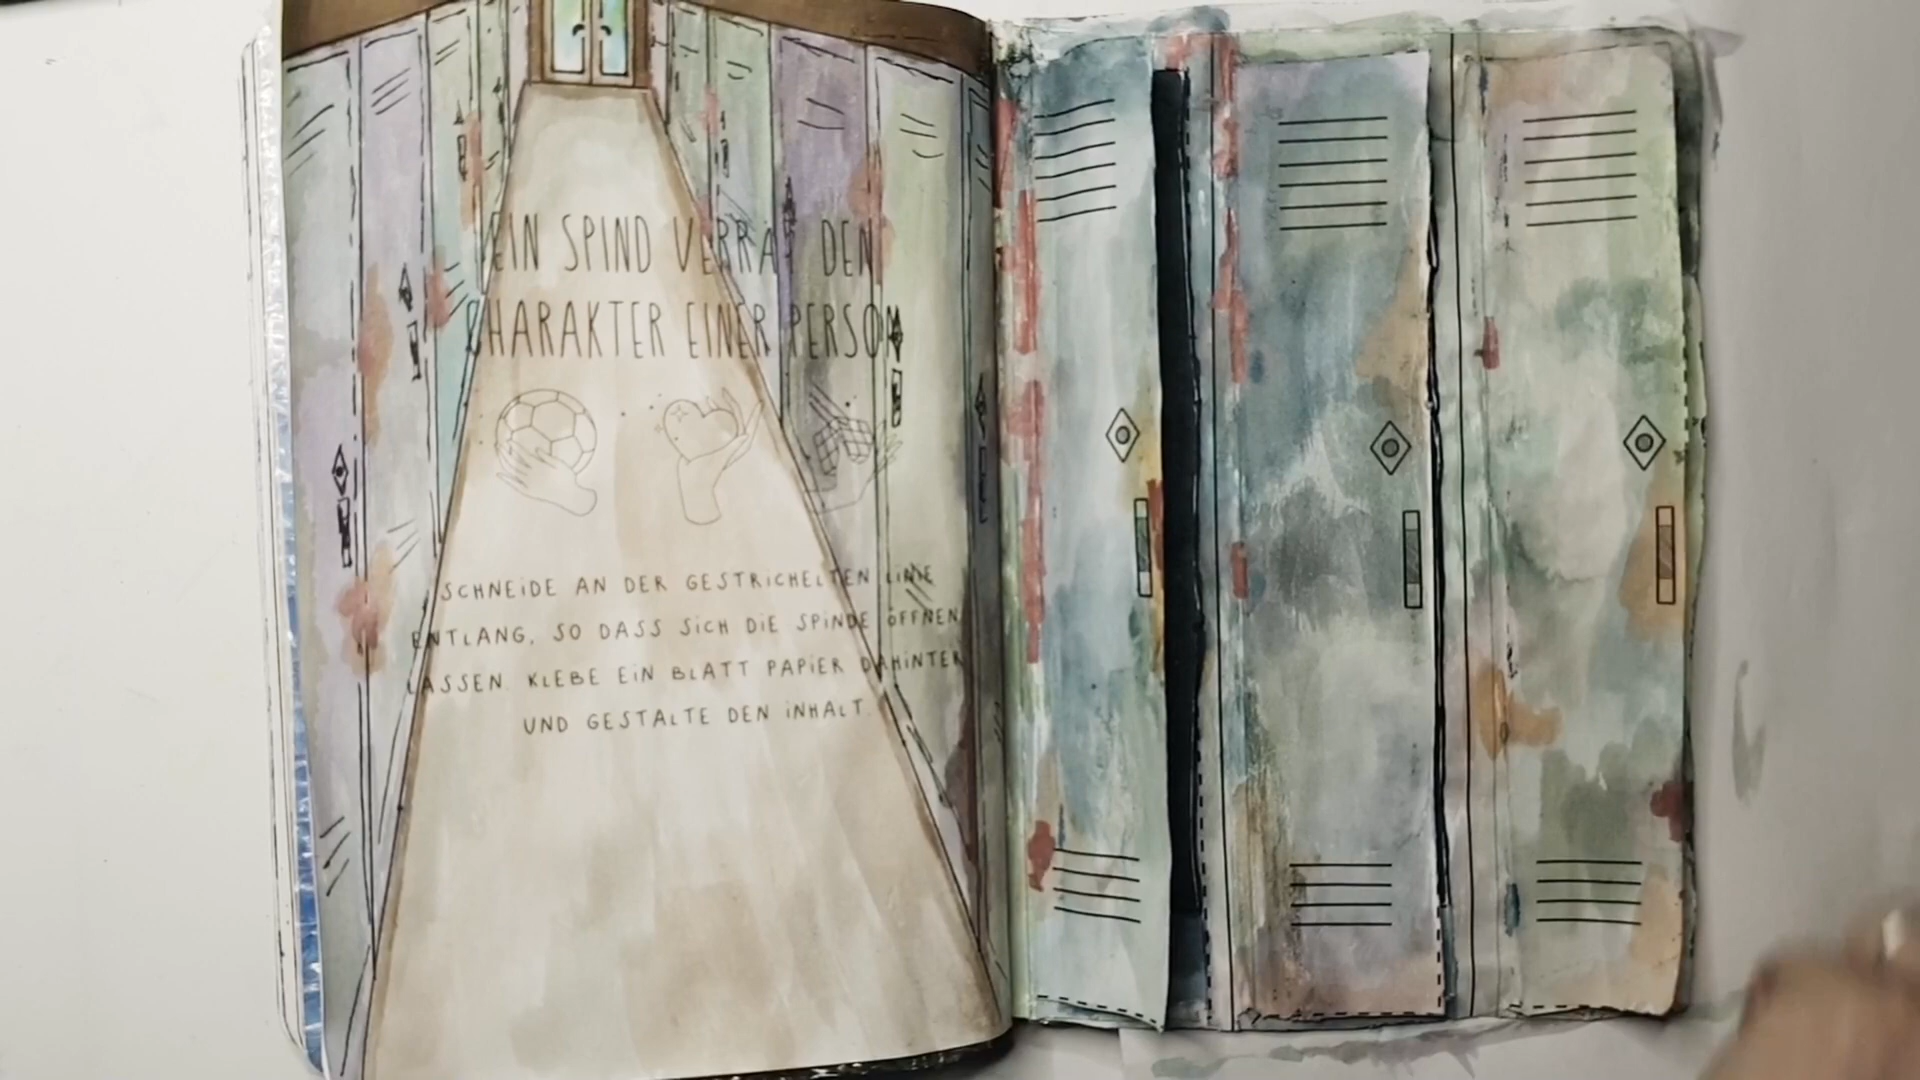 EIN SPIND VERRÄT DEN
CHARAKTER EINER PERSON
SCHNEIDE AN DER GESTRICHELTEN LINIE
ENTLANG, SO DASS SICH DIE SPINDE ÖFFNEN
LASSEN. KLEBE EIN BLATT PAPIER DAHINTER
UND GESTALTE DEN INHALT.